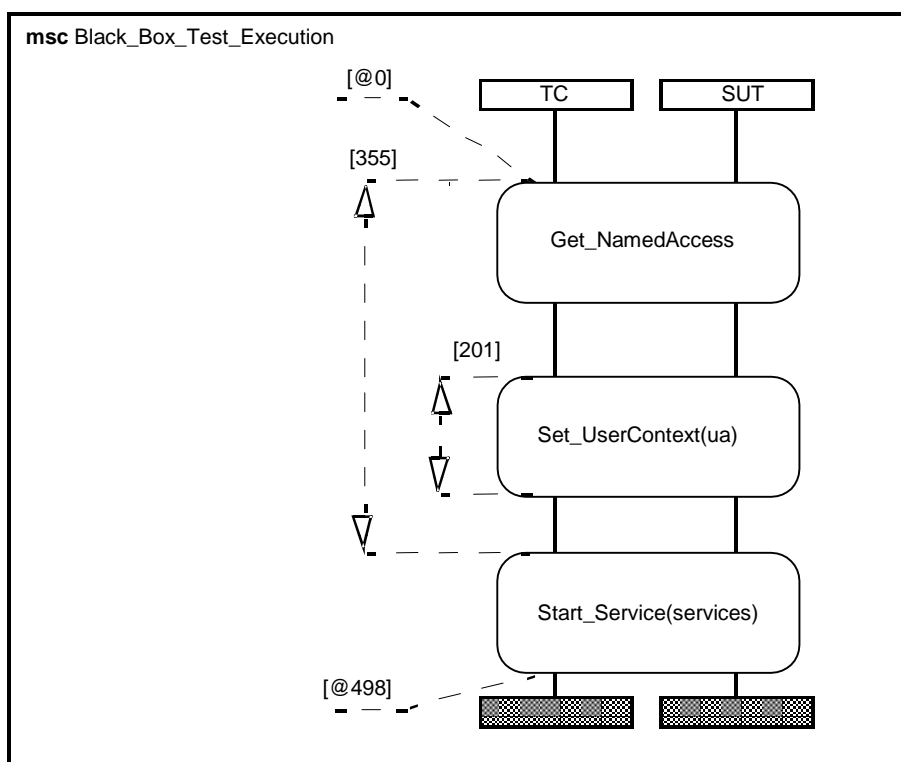 msc Black_Box_Test_Execution
[@0]
TC
SUT
[355]
Get_NamedAccess
[201]
Set_UserContext(ua)
Start_Service(services)
[@498]